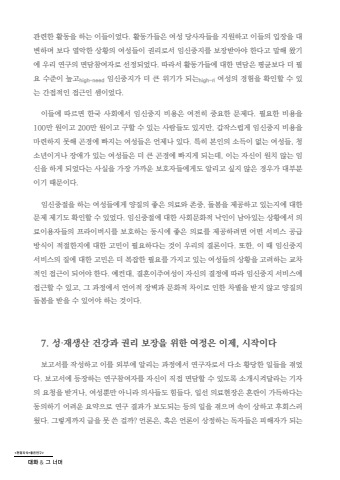 관련한 활동을 하는 이들이었다. 활동가들은 여성 당사자들을 지원하고 이들의 입장을 대
변하며 보다 열악한 상황의 여성들이 권리로서 임신중지를 보장받아야 한다고 말해 왔기
에 우리 연구의 면담참여자로 선정되었다. 따라서 활동가들에 대한 면담은 평균보다 더 필
요 수준이 높고high-need 임신중지가 더 큰 위기가 되는 여성의 경험을 확인할 수 있
는 간접적인 접근인 셈이었다.
이들에 따르면 한국 사회에서 임신중지 비용은 여전히 중요한 문제다. 필요한 비용을
100만 원이고 200만 원이고 구할 수 있는 사람들도 있지만, 갑작스럽게 임신중지 비용을
마련하지 못해 곤경에 빠지는 여성들은 언제나 있다. 특히 본인의 소득이 없는 여성들, 청
소년이거나 장애가 있는 여성들은 더 큰 곤경에 빠지게 되는데, 이는 자신이 원치 않는 임
신을 하게 되었다는 사실을 가장 가까운 보호자들에게도 알리고 싶지 않은 경우가 대부분
이기 때문이다.
임신중절을 하는 여성들에게 양질의 좋은 의료와 존중, 돌봄을 제공하고 있는지에 대한
문제 제기도 확인할 수 있었다. 임신중절에 대한 사회문화적 낙인이 남아있는 상황에서 의
료이용자들의 프라이버시를 보호하는 동시에 좋은 의료를 제공하려면 어떤 서비스 공급
방식이 적절한지에 대한 고민이 필요하다는 것이 우리의 결론이다. 또한, 이 때 임신중지
서비스의 질에 대한 고민은 더 복잡한 필요를 가지고 있는 여성들의 상황을 고려하는 교차
적인 접근이 되어야 한다. 예컨대, 결혼이주여성이 자신의 결정에 따라 임신중지 서비스에
접근할 수 있고, 그 과정에서 언어적 장벽과 문화적 차이로 인한 차별을 받지 않고 양질의
돌봄을 받을 수 있어야 하는 것이다.
7. 성·재생산 건강과 권리 보장을 위한 여정은 이제, 시작이다
보고서를 작성하고 이를 외부에 알리는 과정에서 연구자로서 다소 황당한 일들을 겪었
다. 보고서에 등장하는 연구참여자를 자신이 직접 면담할 수 있도록 소개시켜달라는 기자
의 요청을 받거나, 여성뿐만 아니라 의사들도 힘들다, 일선 의료현장은 혼란이 가득하다는
동의하기 어려운 요약으로 연구 결과가 보도되는 등의 일을 겪으며 속이 상하고 후회스러
웠다. 그렇게까지 글을 못 쓴 걸까? 언론은, 혹은 언론이 상정하는 독자들은 피해자가 되는
대화 & 그 너머